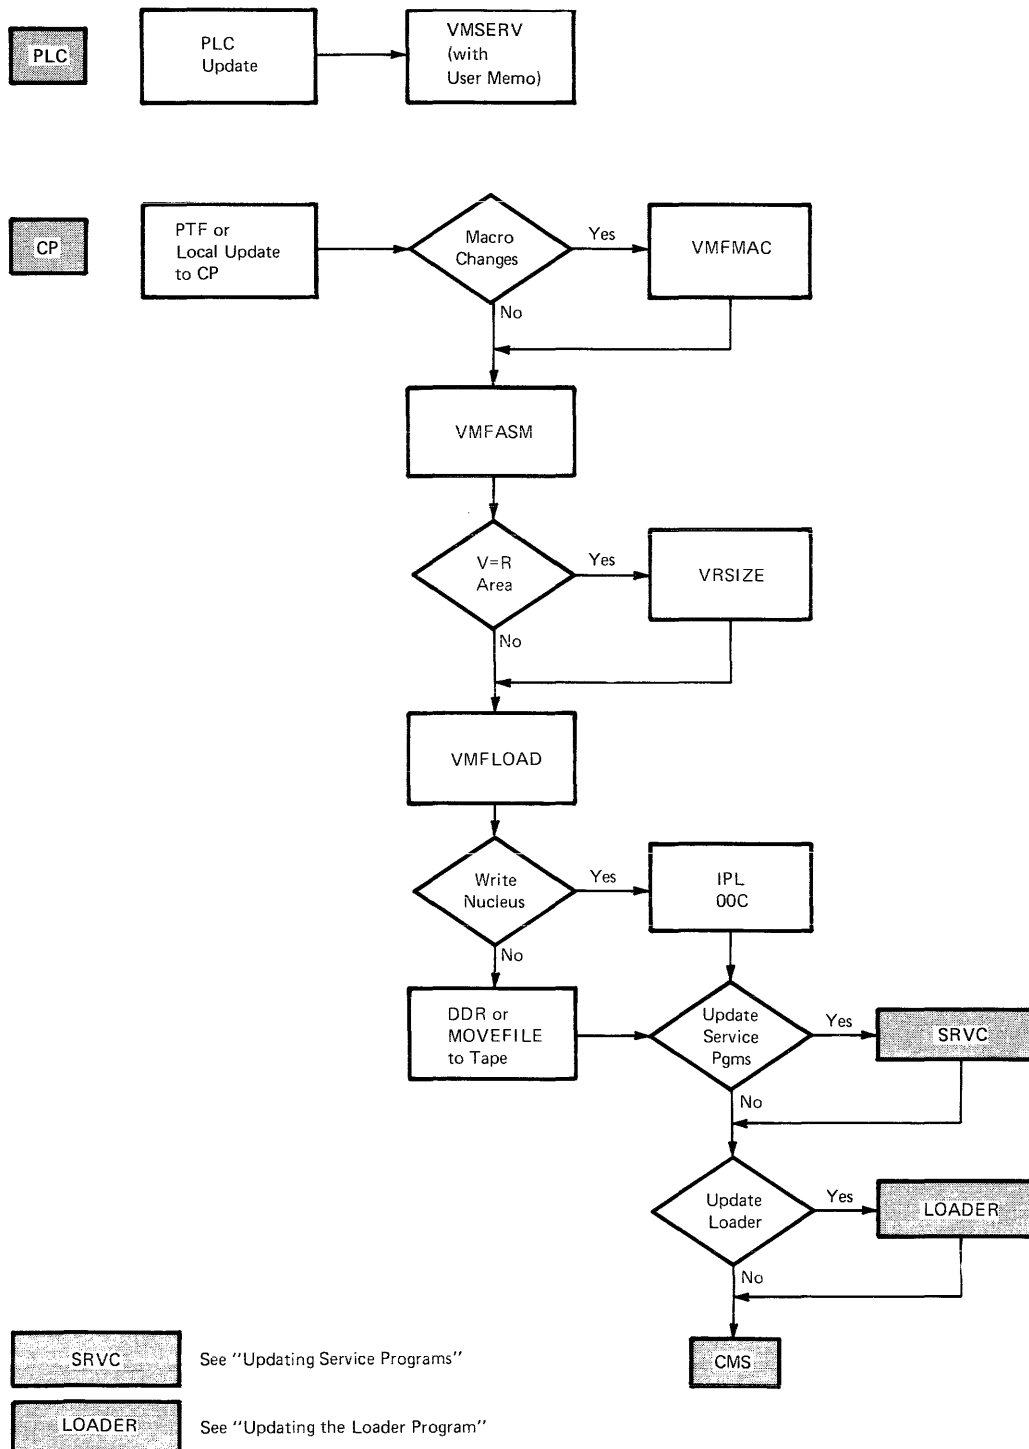 PLC
PLC
Update
VMSERV
(with
User Memo)
CP
PTF or
Local Update
to CP
Macro
Changes
Yes
VMFMAC
No
VMFASM
V=R
Area
Yes
VRSIZE
No
VMFLOAD
Write
Nucleus
Yes
IPL
00C
No
DDR or
MOVEFILE
to Tape
Update
Service
Pgms
Yes
SRVC
No
Update
Loader
Yes
LOADER
No
CMS
SRVC
See "Updating Service Programs"
LOADER
See "Updating the Loader Program"